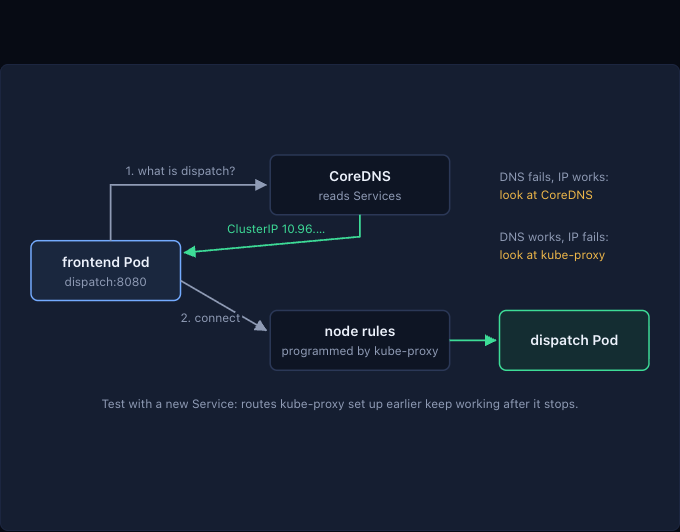 1. what is dispatch?
CoreDNS
reads Services
DNS fails, IP works:
look at CoreDNS
ClusterIP 10.96....
DNS works, IP fails:
look at kube-proxy
frontend Pod
dispatch:8080
2. connect
node rules
programmed by kube-proxy
dispatch Pod
Test with a new Service: routes kube-proxy set up earlier keep working after it stops.